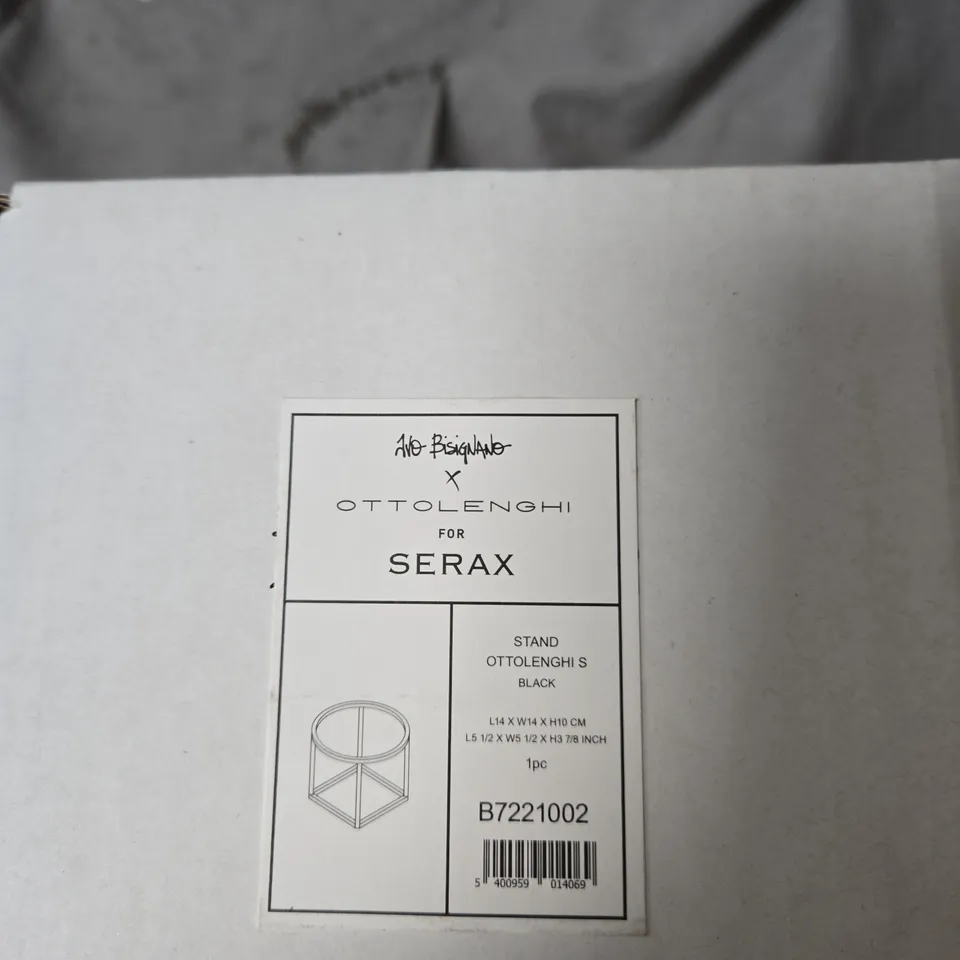 Ivo Bisignano
X
OTTOLENGHI
FOR
SERAX
STAND
OTTOLENGHI S
BLACK
L14 X W14 X H10 CM
L5 1/2 X W5 1/2 X H3 7/8 INCH
1pc
B7221002
5 400959 014069